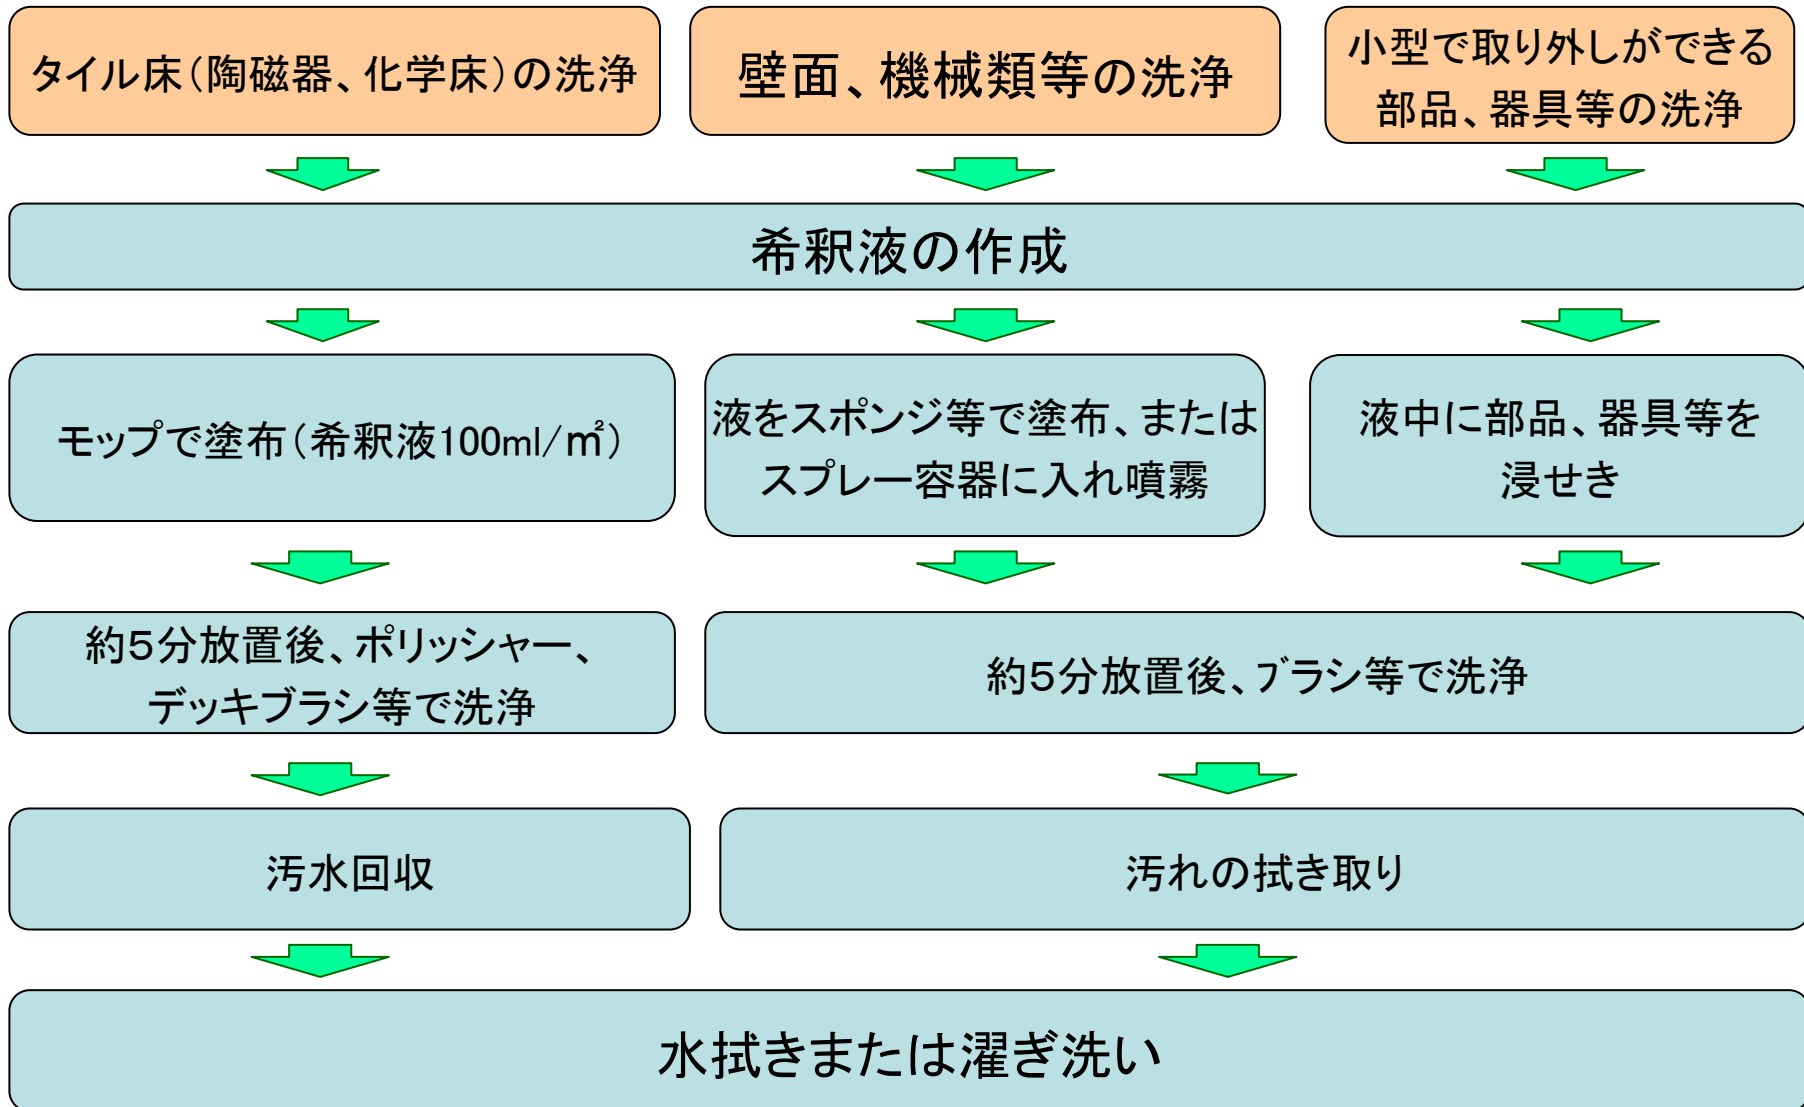 タイル床（陶磁器、化学床）の洗浄
壁面、機械類等の洗浄
小型で取り外しができる
部品、器具等の洗浄
希釈液の作成
モップで塗布（希釈液100ml/㎡）
液をスポンジ等で塗布、または
スプレー容器に入れ噴霧
液中に部品、器具等を
浸せき
約５分放置後、ポリッシャー、
デッキブラシ等で洗浄
約５分放置後、ブラシ等で洗浄
汚水回収
汚れの拭き取り
水拭きまたは濯ぎ洗い